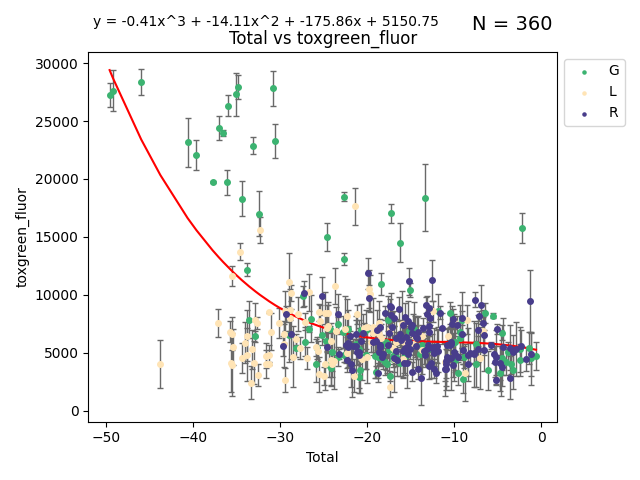 y = -0.41x^3 + -14.11x^2 + -175.86x + 5150.75
N = 360
Total vs toxgreen_fluor
30000
25000
20000
15000
10000
5000
0
toxgreen_fluor
−50
−40
−30
−20
−10
0
Total
G
L
R